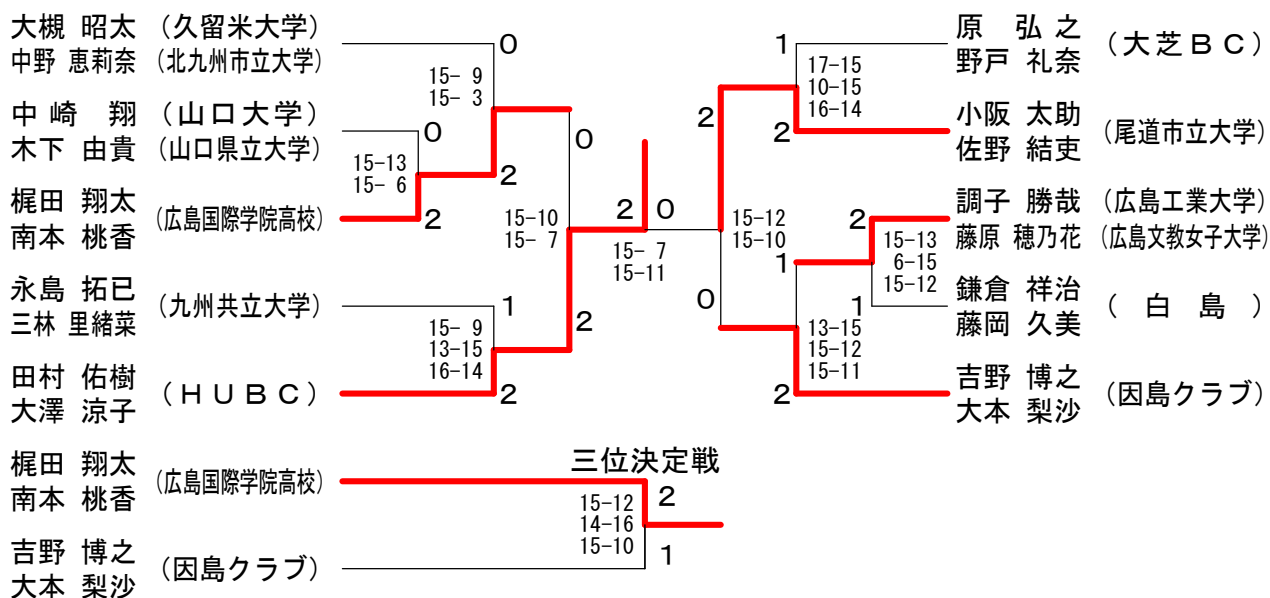 大槻 昭太 (久留米大学)
中野 恵莉奈 (北九州市立大学)
0
15- 9
15- 3
中 崎 翔 (山口大学)
木下 由貴 (山口県立大学)
0
15-13
15- 6
2
梶田 翔太
南本 桃香
(広島国際学院高校)
2
0
15-10
15- 7
永島 拓已
三林 里緒菜
(九州共立大学)
1
15- 9
13-15
16-14
2
田村 佑樹
大澤 涼子
(HUBC)
2
2
0
15- 7
15-11
原 弘 之
野戸 礼奈
(大芝BC)
1
17-15
10-15
16-14
2
小阪 太助
佐野 結吏
(尾道市立大学)
2
15-12
15-10
0
調子 勝哉 (広島工業大学)
藤原 穂乃花 (広島文教女子大学)
2
15-13
6-15
15-12
1
鎌倉 祥治
藤岡 久美
(白 島)
1
13-15
15-12
15-11
2
吉野 博之
大本 梨沙
(因島クラブ)
三位決定戦
梶田 翔太
南本 桃香
(広島国際学院高校)
2
15-12
14-16
15-10
1
吉野 博之
大本 梨沙
(因島クラブ)